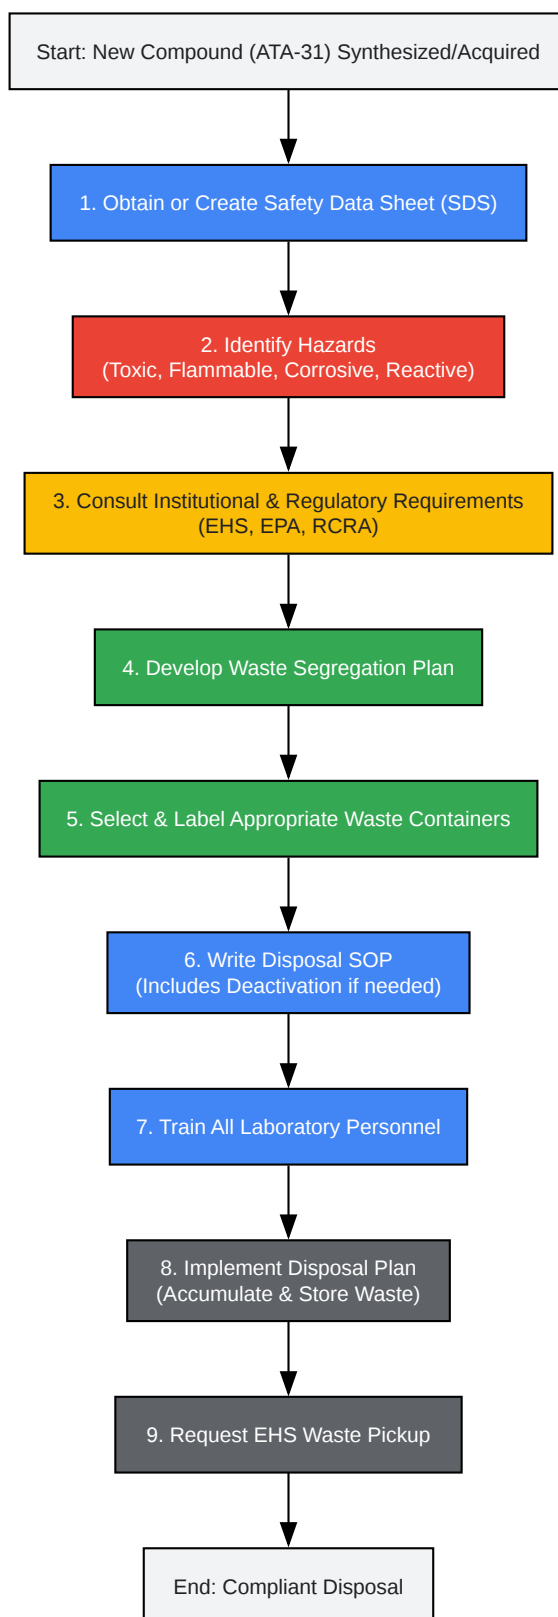 Start: New Compound (ATA-31) Synthesized/Acquired
1. Obtain or Create Safety Data Sheet (SDS)
2. Identify Hazards
(Toxic, Flammable, Corrosive, Reactive)
3. Consult Institutional & Regulatory Requirements
(EHS, EPA, RCRA)
4. Develop Waste Segregation Plan
5. Select & Label Appropriate Waste Containers
6. Write Disposal SOP
(Includes Deactivation if needed)
7. Train All Laboratory Personnel
8. Implement Disposal Plan
(Accumulate & Store Waste)
9. Request EHS Waste Pickup
End: Compliant Disposal